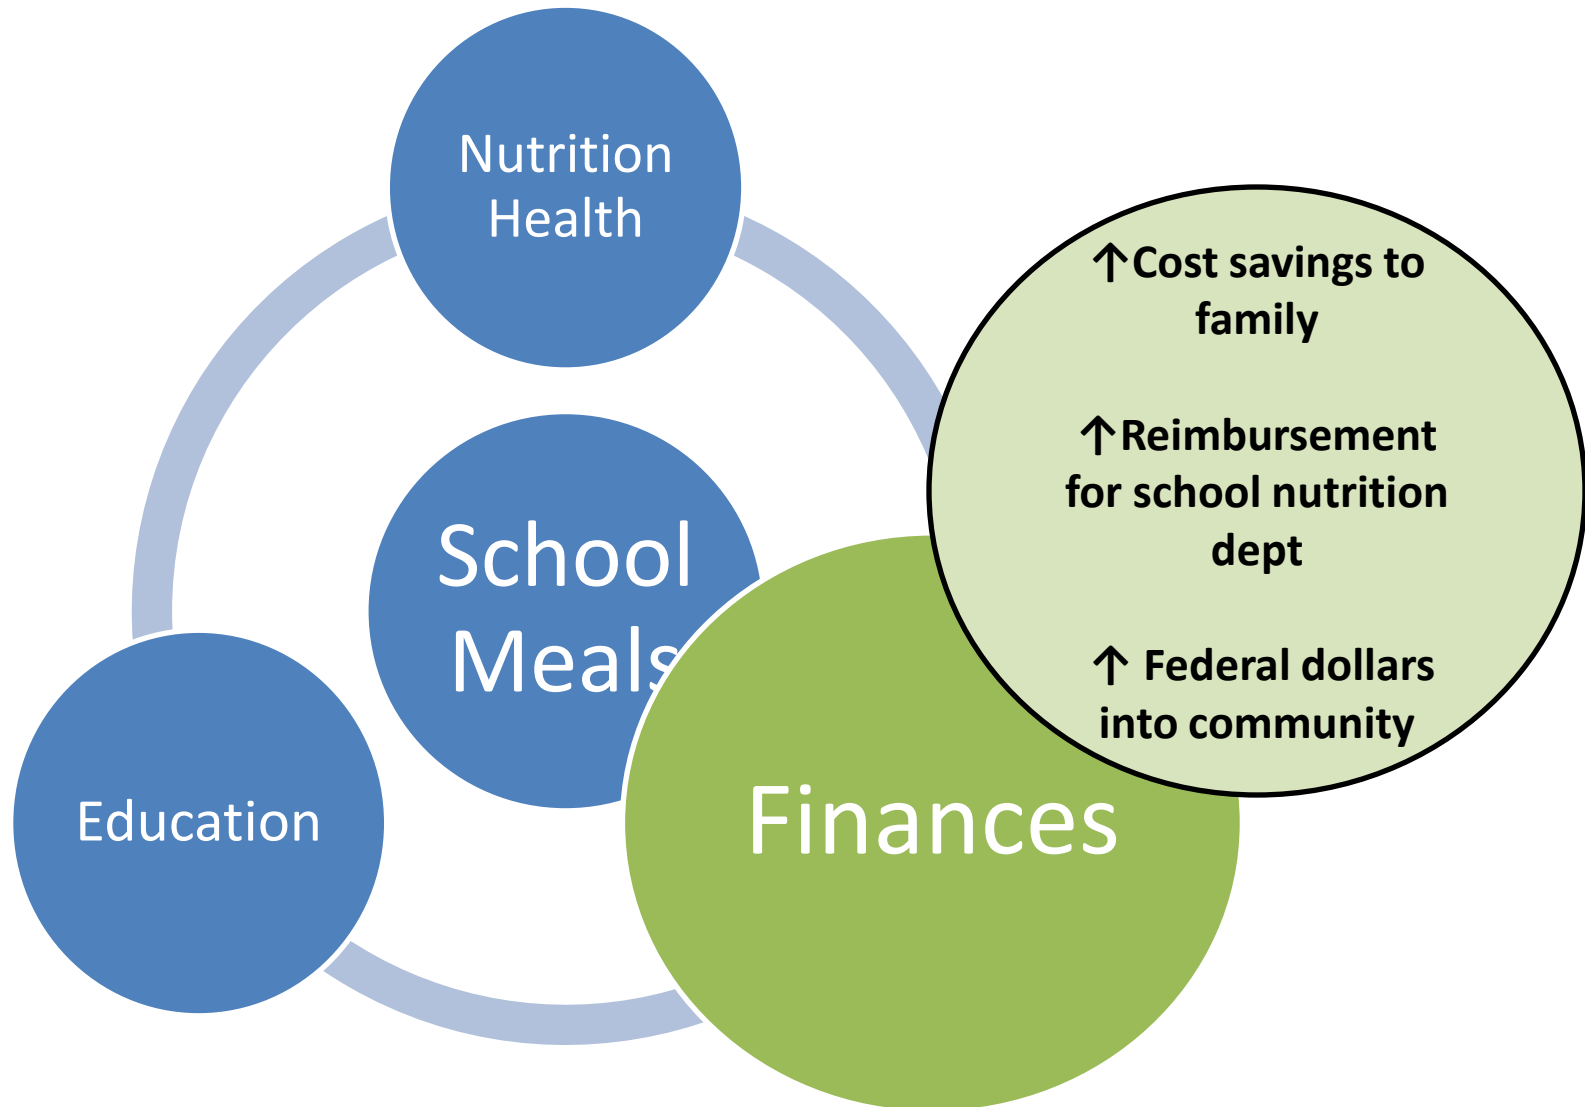 Nutrition
Health
↑Cost savings to
family
↑Reimbursement
for school nutrition
dept
↑ Federal dollars
into community
School
Meals
Finances
Education